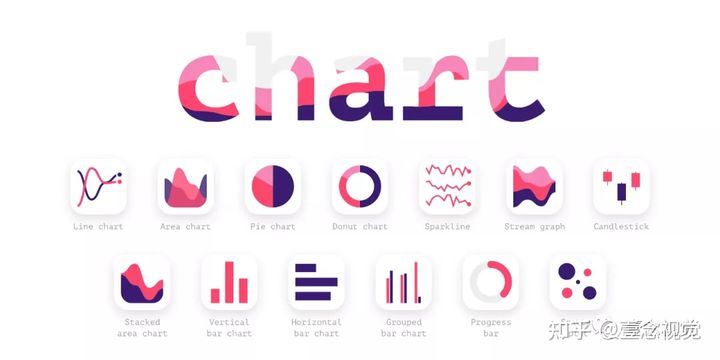 chart
Line chart
Area chart
Pie chart
Donut chart
Sparkline
Stream graph
Candlestick
Stacked
area chart
Vertical
bar chart
Horizontal
bar chart
Grouped
bar chart
Progress
bar
知乎 @壹念视觉